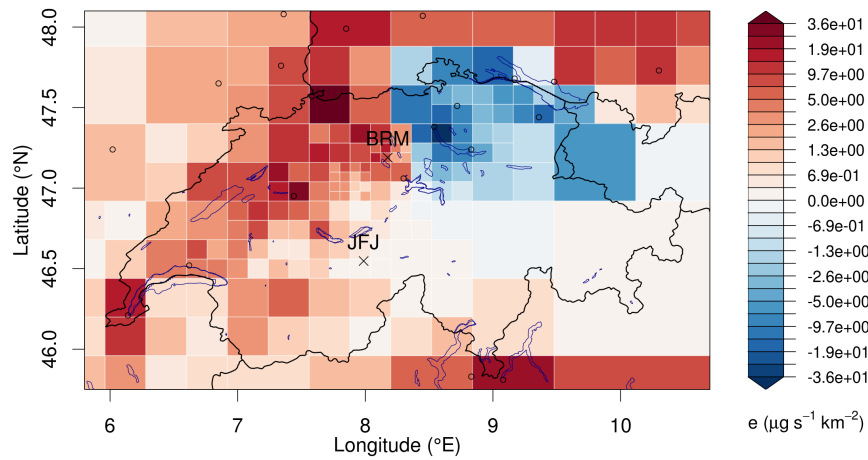 48.0
47.5
47.0
46.5
46.0
Latitude (°N)
BRM
JFJ
6
7
8
9
10
Longitude (°E)
3.6e+01
1.9e+01
9.7e+00
5.0e+00
2.6e+00
1.3e+00
6.9e-01
0.0e+00
-6.9e-01
-1.3e+00
-2.6e+00
-5.0e+00
-9.7e+00
-1.9e+01
-3.6e+01
e (μg s⁻¹ km⁻²)